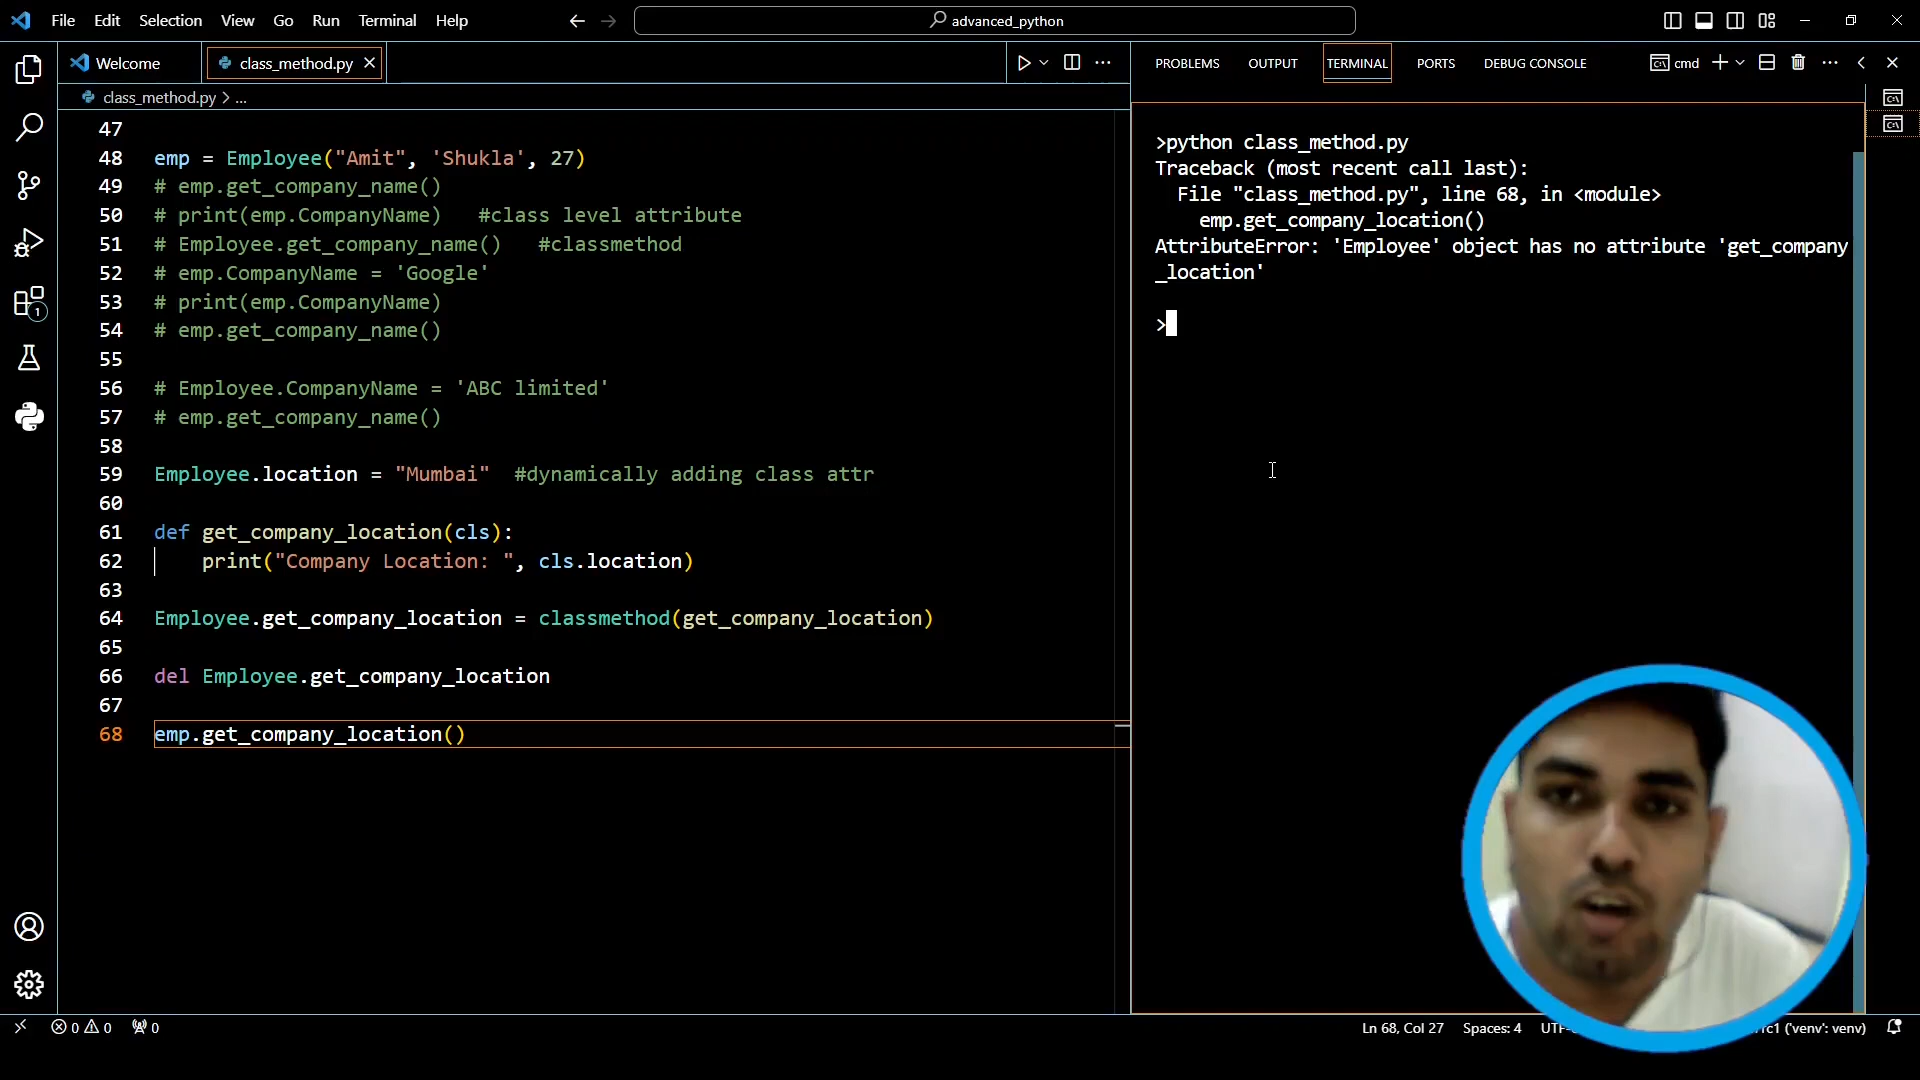 File Edit Selection View Go Run Terminal Help
advanced_python
Welcome
class_method.py
PROBLEMS OUTPUT TERMINAL PORTS DEBUG CONSOLE
cmd
class_method.py > ...
47
48 emp = Employee("Amit", 'Shukla', 27)
49 # emp.get_company_name()
50 # print(emp.CompanyName)   #class level attribute
51 # Employee.get_company_name()   #classmethod
52 # emp.CompanyName = 'Google'
53 # print(emp.CompanyName)
54 # emp.get_company_name()
55
56 # Employee.CompanyName = 'ABC limited'
57 # emp.get_company_name()
58
59 Employee.location = "Mumbai"  #dynamically adding class attr
60
61 def get_company_location(cls):
62     print("Company Location: ", cls.location)
63
64 Employee.get_company_location = classmethod(get_company_location)
65
66 del Employee.get_company_location
67
68 emp.get_company_location()
>python class_method.py
Traceback (most recent call last):
  File "class_method.py", line 68, in <module>
    emp.get_company_location()
AttributeError: 'Employee' object has no attribute 'get_company
_location'
>
1
0 0 0
Ln 68, Col 27 Spaces: 4 ('venv': venv)